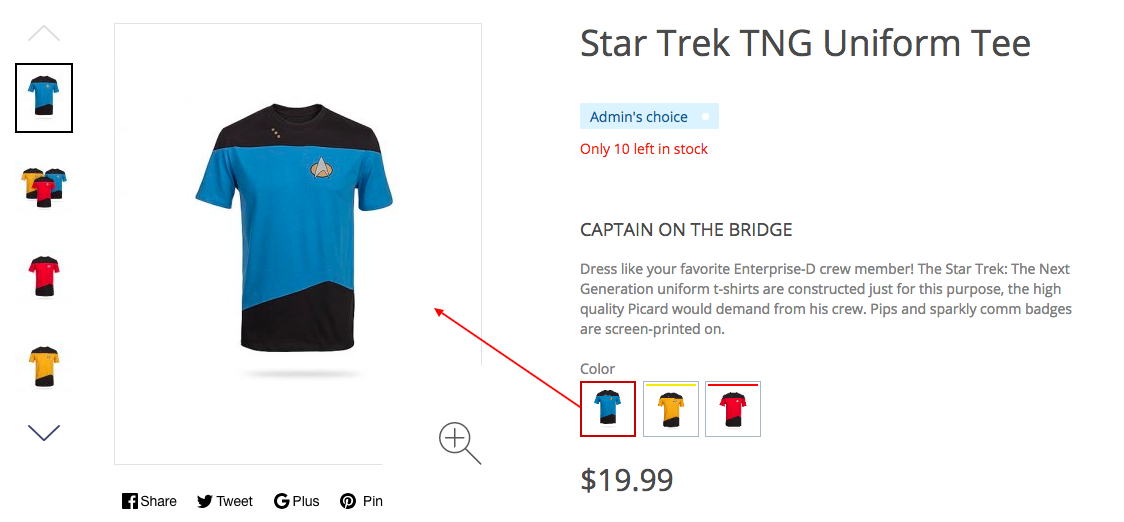 Star Trek TNG Uniform Tee
Admin's choice
Only 10 left in stock
CAPTAIN ON THE BRIDGE
Dress like your favorite Enterprise-D crew member! The Star Trek: The Next
Generation uniform t-shirts are constructed just for this purpose, the high
quality Picard would demand from his crew. Pips and sparkly comm badges
are screen-printed on.
Color
$19.99
Share Tweet Plus Pin